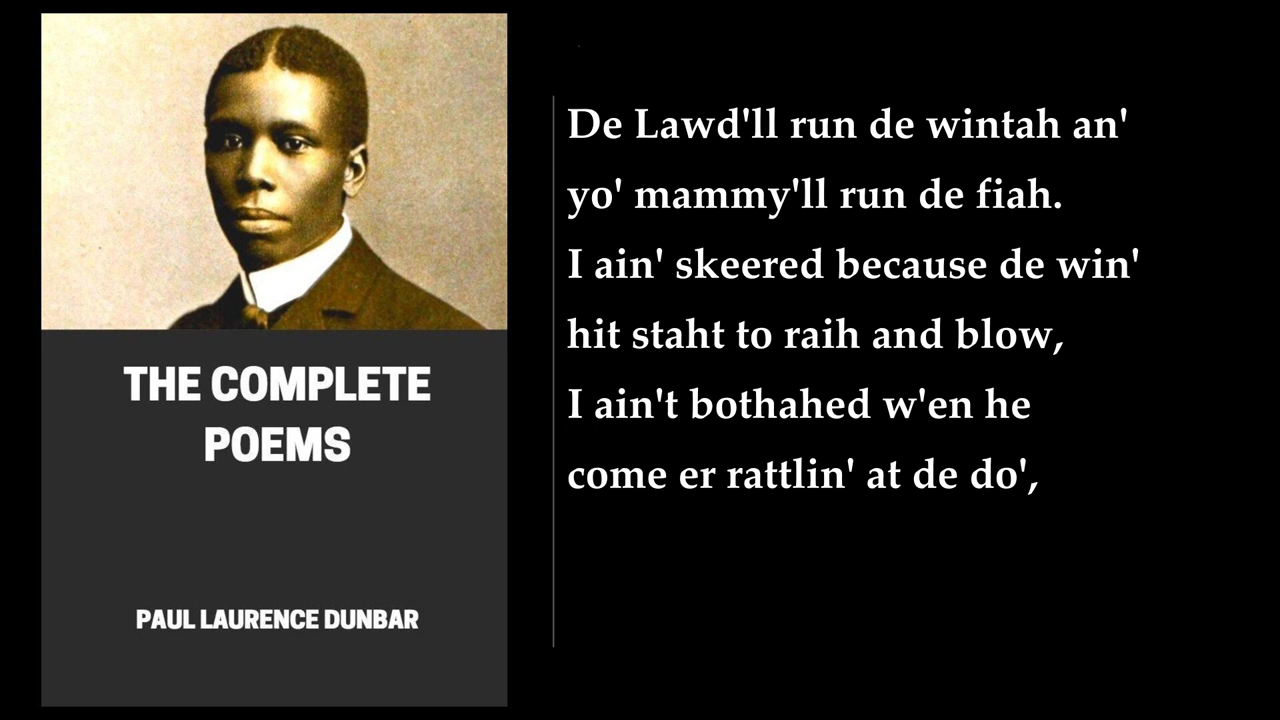 THE COMPLETE
POEMS
PAUL LAURENCE DUNBAR
De Lawd'll run de wintah an'
yo' mammy'll run de fiah.
I ain' skeered because de win'
hit staht to raih and blow,
I ain't bothahed w'en he
come er rattlin' at de do',